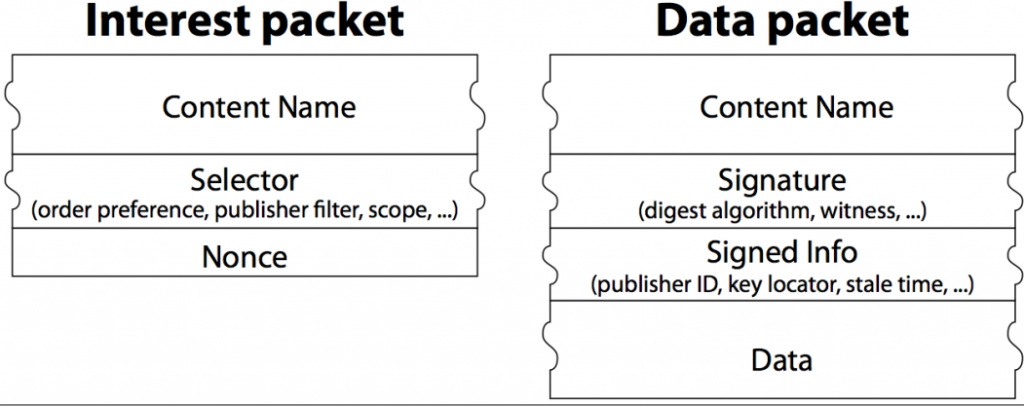 Interest packet
Content Name
Selector
(order preference, publisher filter, scope, ...)
Nonce
Data packet
Content Name
Signature
(digest algorithm, witness, ...)
Signed Info
(publisher ID, key locator, stale time, ...)
Data